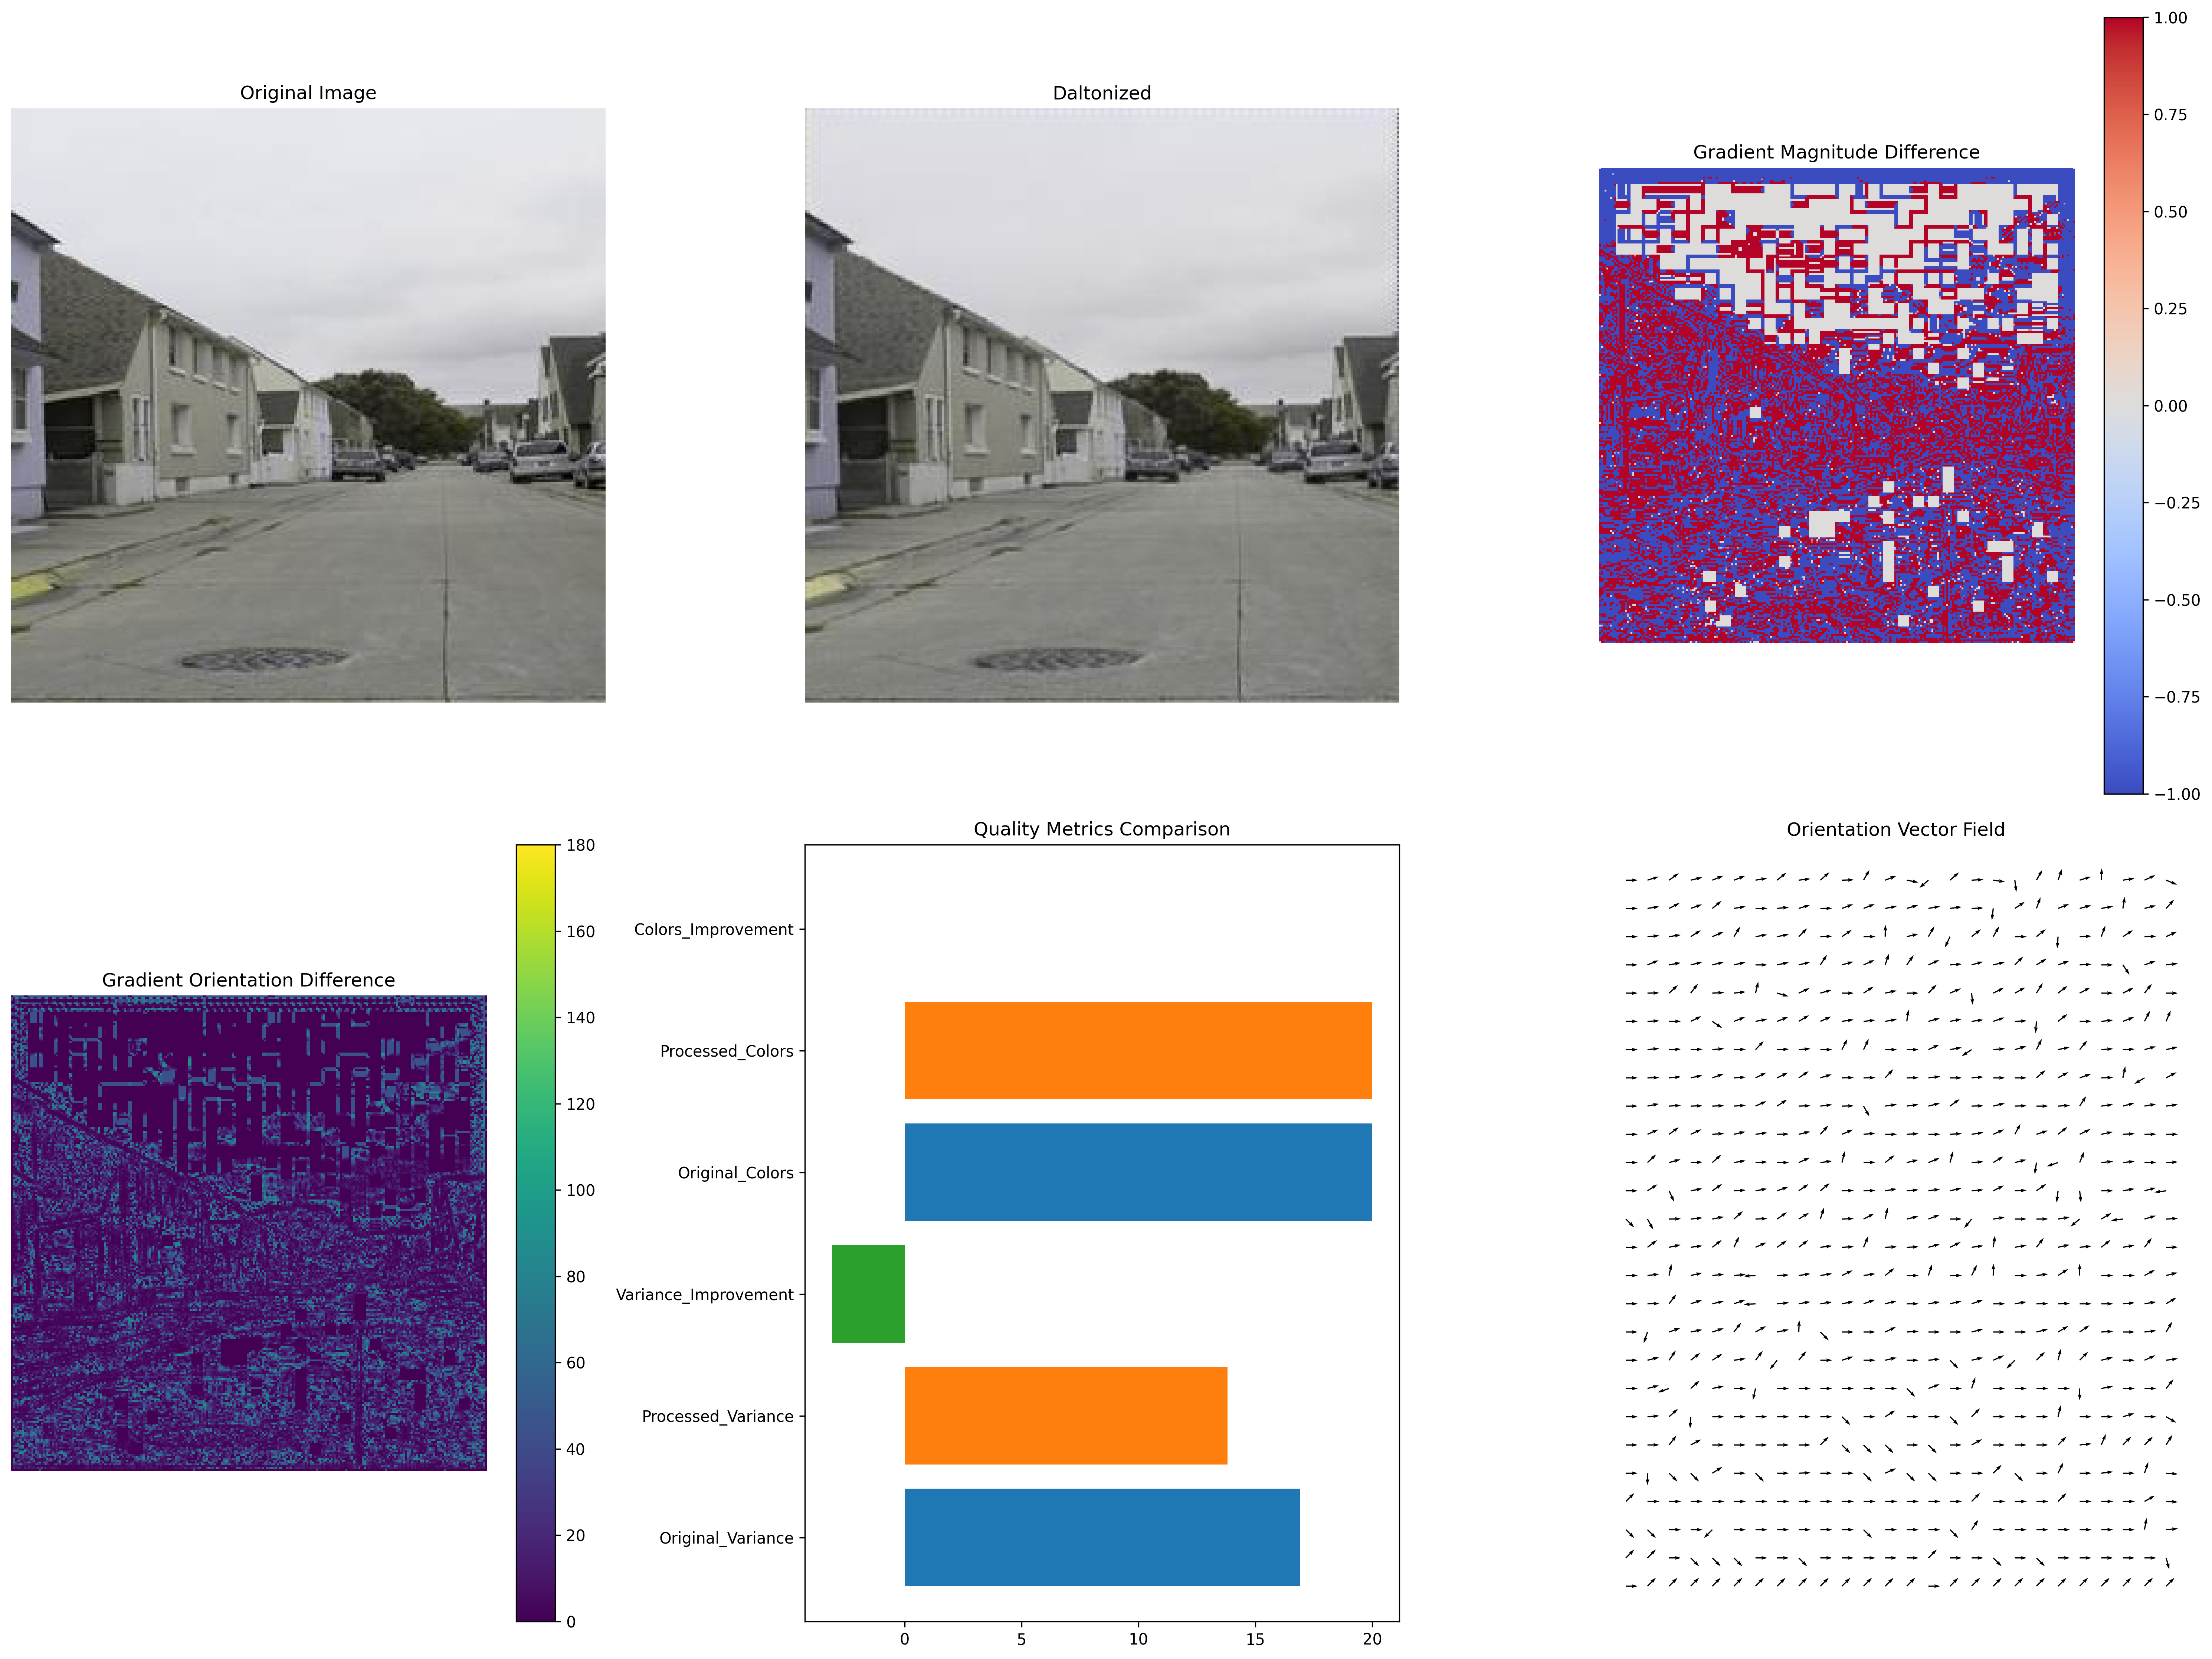 Original Image
Daltonized
Gradient Magnitude Difference
1.00
0.75
0.50
0.25
0.00
−0.25
−0.50
−0.75
−1.00
Gradient Orientation Difference
180
160
140
120
100
80
60
40
20
0
Quality Metrics Comparison
Colors_Improvement
Processed_Colors
Original_Colors
Variance_Improvement
Processed_Variance
Original_Variance
0 5 10 15 20
Orientation Vector Field